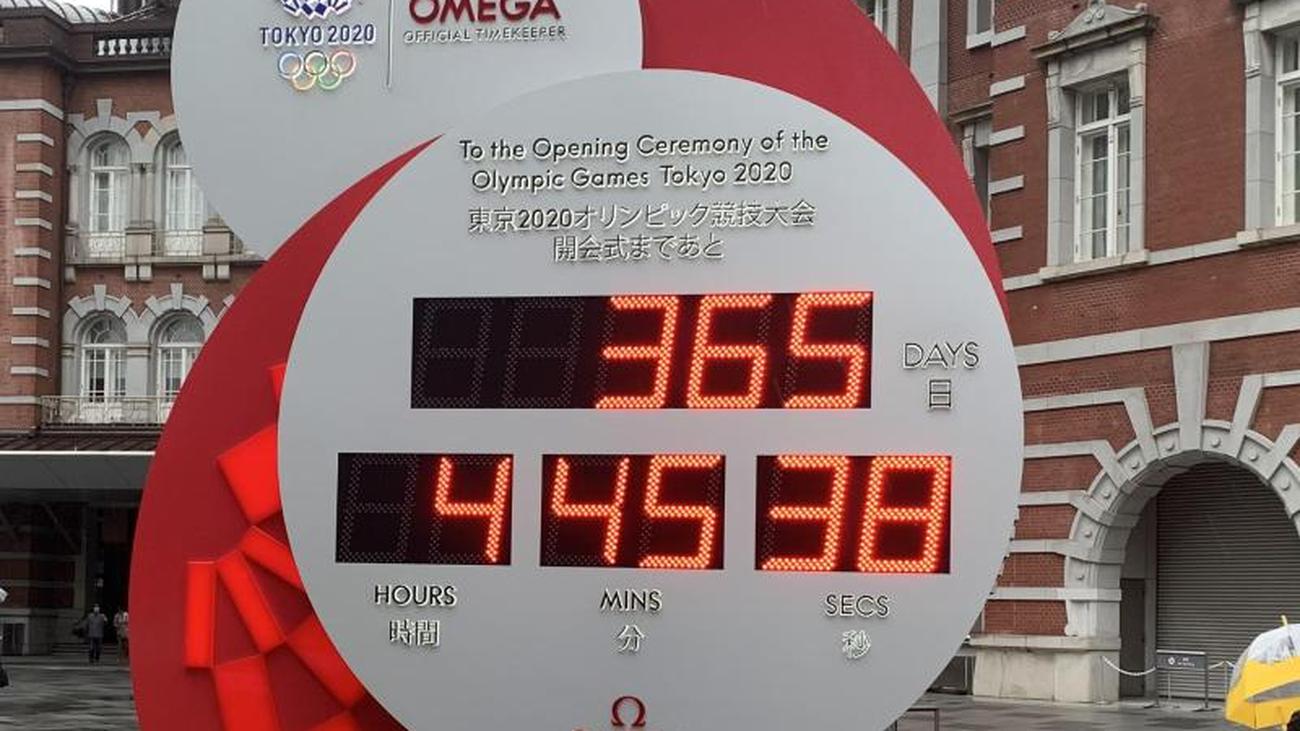 TOKYO 2020
OMEGA
OFFICIAL TIMEKEEPER
To the Opening Ceremony of the
Olympic Games Tokyo 2020
東京2020オリンピック競技大会
開会式まであと
365
DAYS
日
4 45 38
HOURS MINS SECS
時間 分 秒
Ω